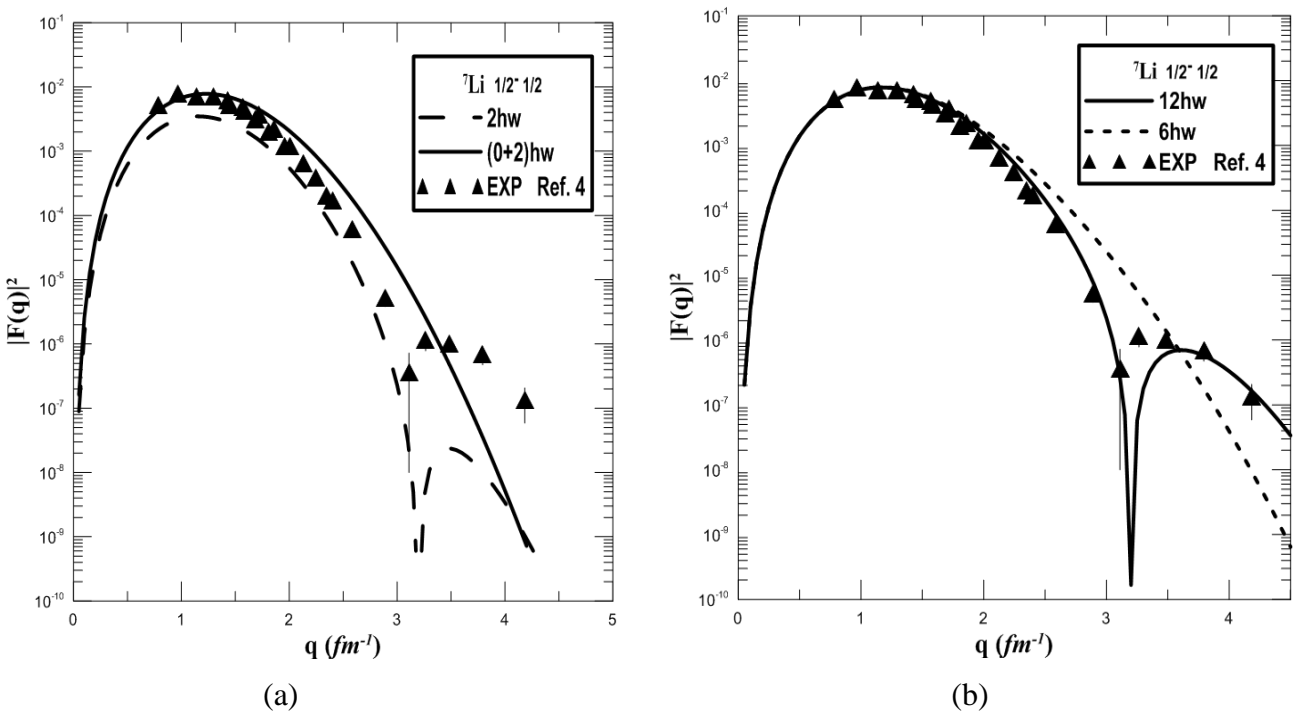 10⁻¹
10⁻²
10⁻³
10⁻⁴
10⁻⁵
10⁻⁶
10⁻⁷
10⁻⁸
10⁻⁹
10⁻¹⁰
|F(q)|²
⁷Li 1/2⁻ 1/2
2hw
(0+2)hw
EXP Ref. 4
0 1 2 3 4 5
q (fm⁻¹)
(a)
10⁻¹
10⁻²
10⁻³
10⁻⁴
10⁻⁵
10⁻⁶
10⁻⁷
10⁻⁸
10⁻⁹
10⁻¹⁰
|F(q)|²
⁷Li 1/2⁻ 1/2
12hw
6hw
EXP Ref. 4
0 1 2 3 4
q (fm⁻¹)
(b)